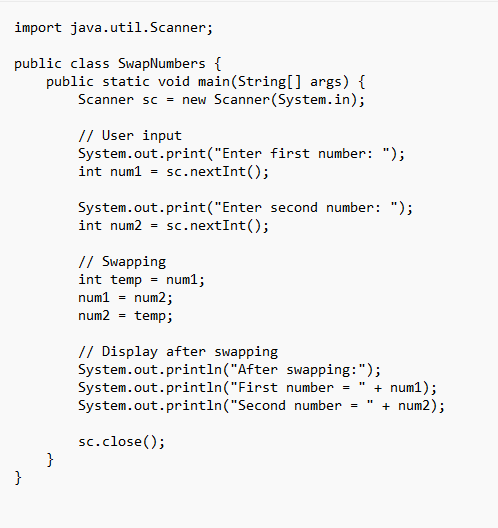 import java.util.Scanner;

public class SwapNumbers {
    public static void main(String[] args) {
        Scanner sc = new Scanner(System.in);

        // User input
        System.out.print("Enter first number: ");
        int num1 = sc.nextInt();

        System.out.print("Enter second number: ");
        int num2 = sc.nextInt();

        // Swapping
        int temp = num1;
        num1 = num2;
        num2 = temp;

        // Display after swapping
        System.out.println("After swapping:");
        System.out.println("First number = " + num1);
        System.out.println("Second number = " + num2);

        sc.close();
    }
}